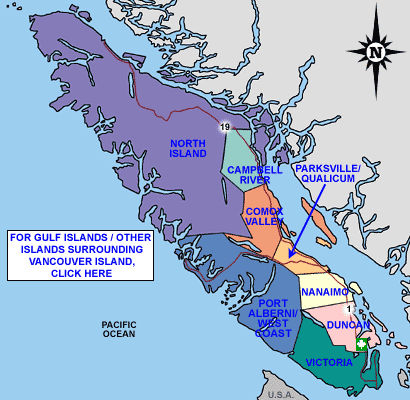 N
19
NORTH
ISLAND
CAMPBELL
RIVER
PARKSVILLE/
QUALICUM
COMOX
VALLEY
FOR GULF ISLANDS / OTHER
ISLANDS SURROUNDING
VANCOUVER ISLAND,
CLICK HERE
NANAIMO
PORT
ALBERNI/
WEST
COAST
1
DUNCAN
PACIFIC
OCEAN
VICTORIA
U.S.A.